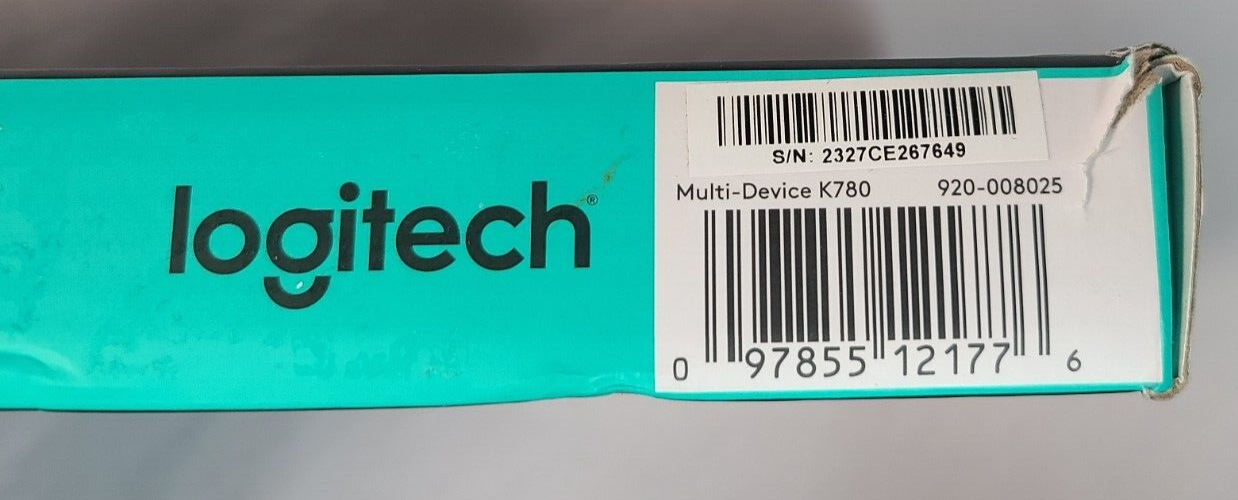 logitech®
S/N: 2327CE267649
Multi-Device K780 920-008025
0 97855 12177 6